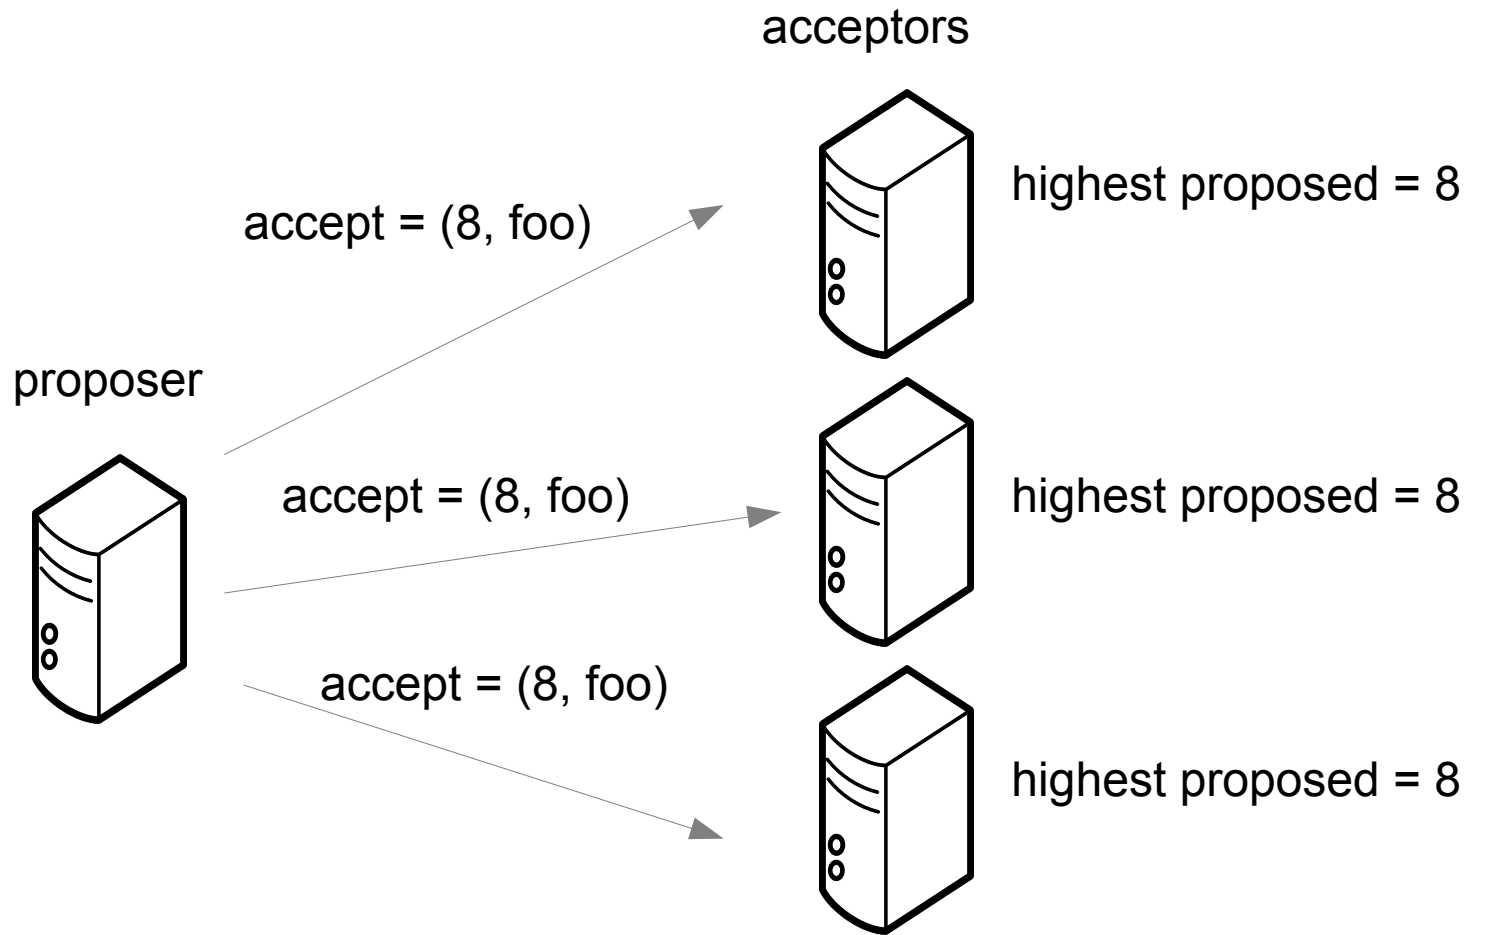 acceptors
highest proposed = 8
accept = (8, foo)
proposer
accept = (8, foo)
highest proposed = 8
accept = (8, foo)
highest proposed = 8